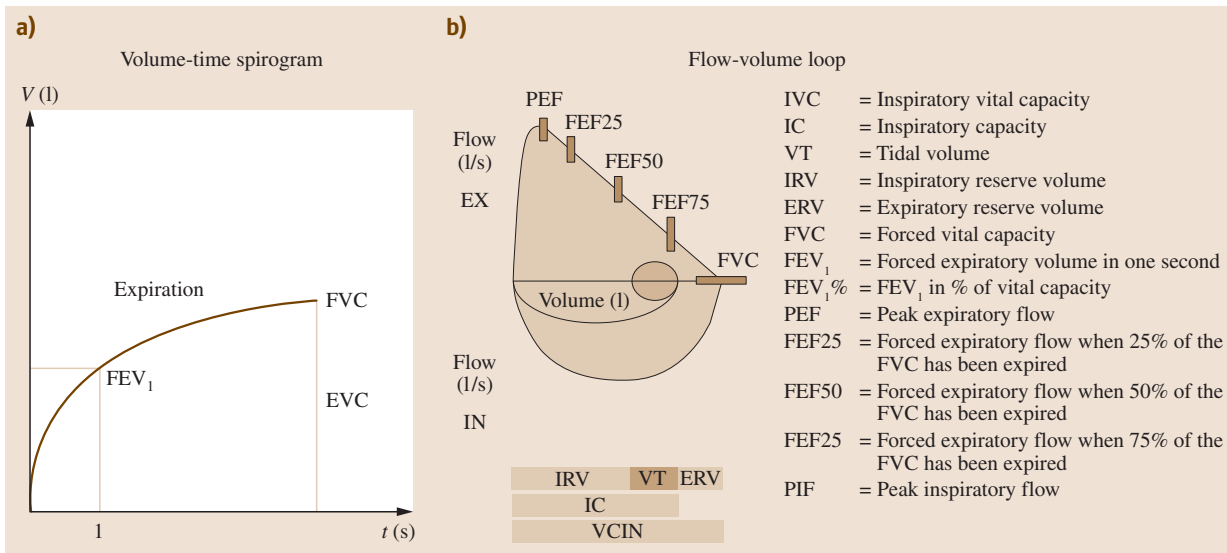 a)
Volume-time spirogram
V (l)
Expiration
FVC
FEV₁
EVC
1
t (s)
b)
Flow-volume loop
PEF
FEF25
Flow
(l/s)
FEF50
EX
FEF75
FVC
Volume (l)
Flow
(l/s)
IN
IRV VT ERV
IC
VCIN
IVC = Inspiratory vital capacity
IC = Inspiratory capacity
VT = Tidal volume
IRV = Inspiratory reserve volume
ERV = Expiratory reserve volume
FVC = Forced vital capacity
FEV₁ = Forced expiratory volume in one second
FEV₁% = FEV₁ in % of vital capacity
PEF = Peak expiratory flow
FEF25 = Forced expiratory flow when 25% of the
FVC has been expired
FEF50 = Forced expiratory flow when 50% of the
FVC has been expired
FEF25 = Forced expiratory flow when 75% of the
FVC has been expired
PIF = Peak inspiratory flow